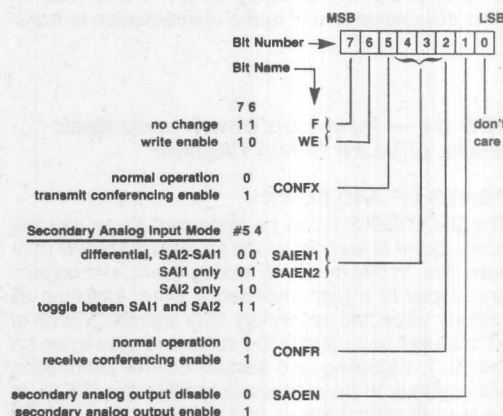 MSB LSB
Bit Number 7 6 5 4 3 2 1 0
Bit Name
7 6
no change 1 1 F
write enable 1 0 WE
don't
care
normal operation 0
transmit conferencing enable 1 CONFX
Secondary Analog Input Mode #5 4
differential, SAI2-SAI1 0 0 SAIEN1
SAI1 only 0 1 SAIEN2
SAI2 only 1 0
toggle beteen SAI1 and SAI2
normal operation 0
receive conferencing enable 1 CONFR
secondary analog output disable 0 SAOEN
secondary analog output enable 1